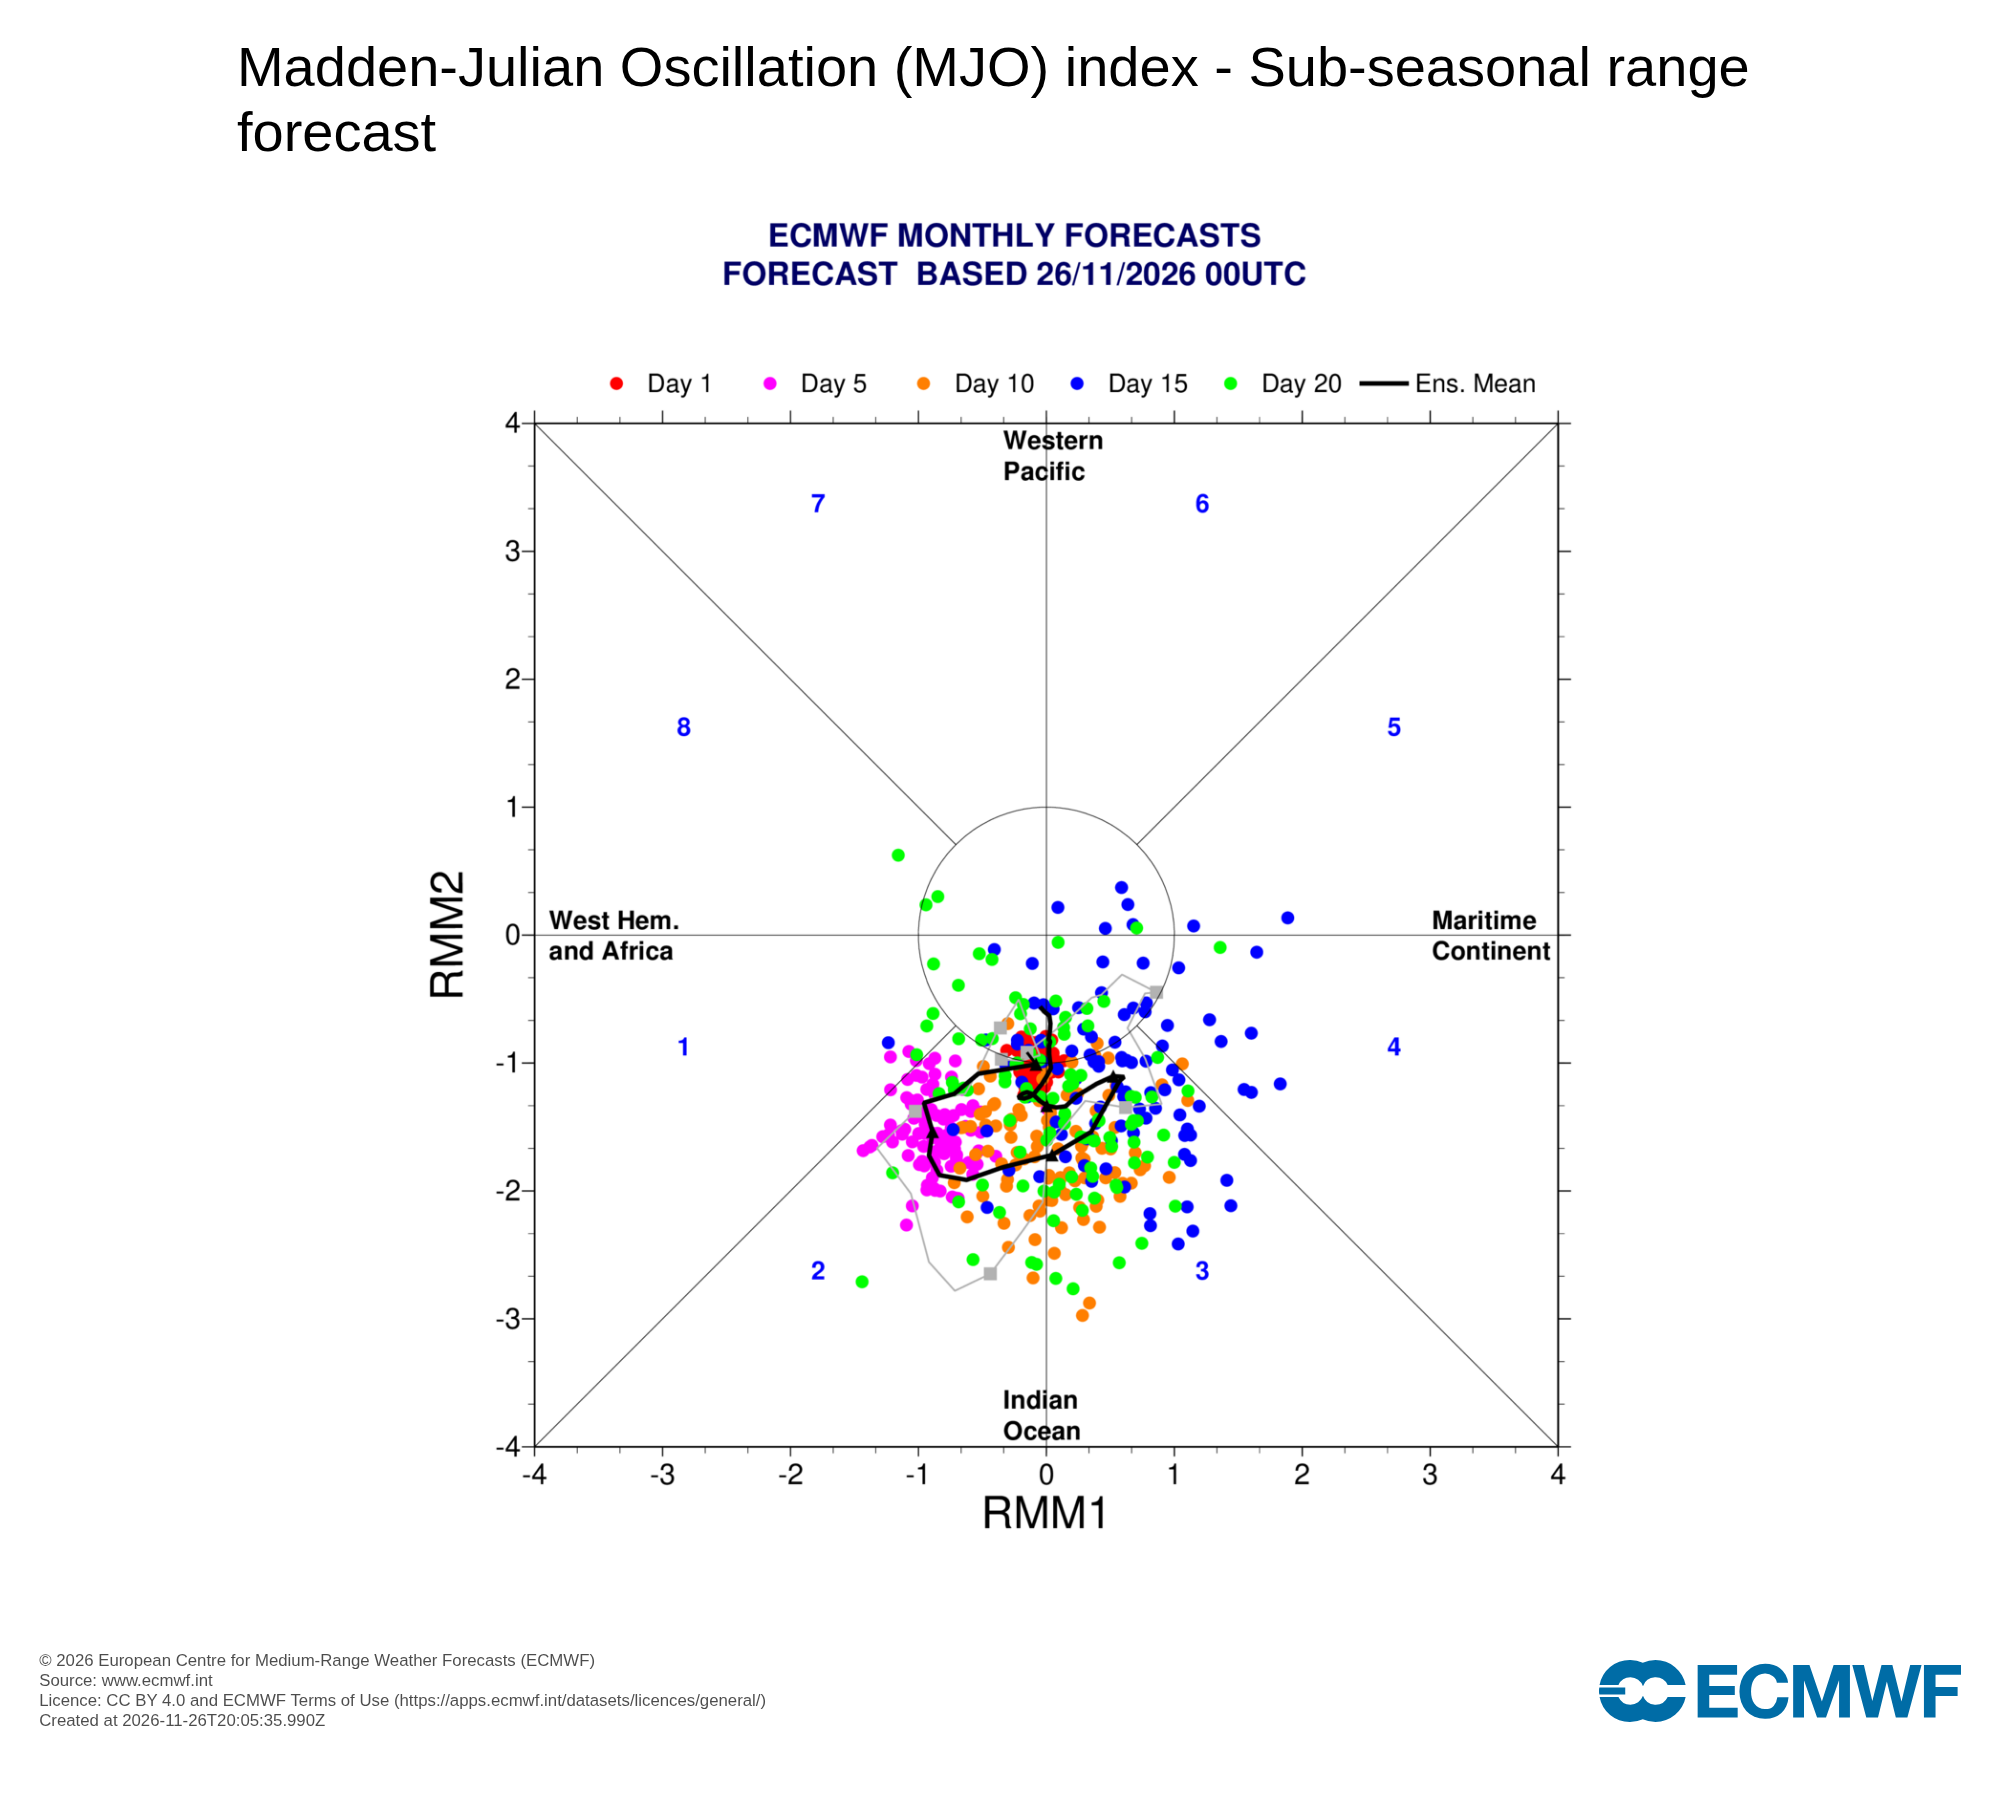 Madden-Julian Oscillation (MJO) index - Sub-seasonal range
forecast
ECMWF MONTHLY FORECASTS
FORECAST  BASED 26/11/2026 00UTC
Day 1
Day 5
Day 10
Day 15
Day 20
Ens. Mean
4
Western
Pacific
7
6
3
2
8
5
1
RMM2
0
West Hem.
and Africa
Maritime
Continent
1
4
-1
-2
2
3
-3
Indian
Ocean
-4
-4
-3
-2
-1
0
1
2
3
4
RMM1
© 2026 European Centre for Medium-Range Weather Forecasts (ECMWF)
Source: www.ecmwf.int
Licence: CC BY 4.0 and ECMWF Terms of Use (https://apps.ecmwf.int/datasets/licences/general/)
Created at 2026-11-26T20:05:35.990Z
ECMWF